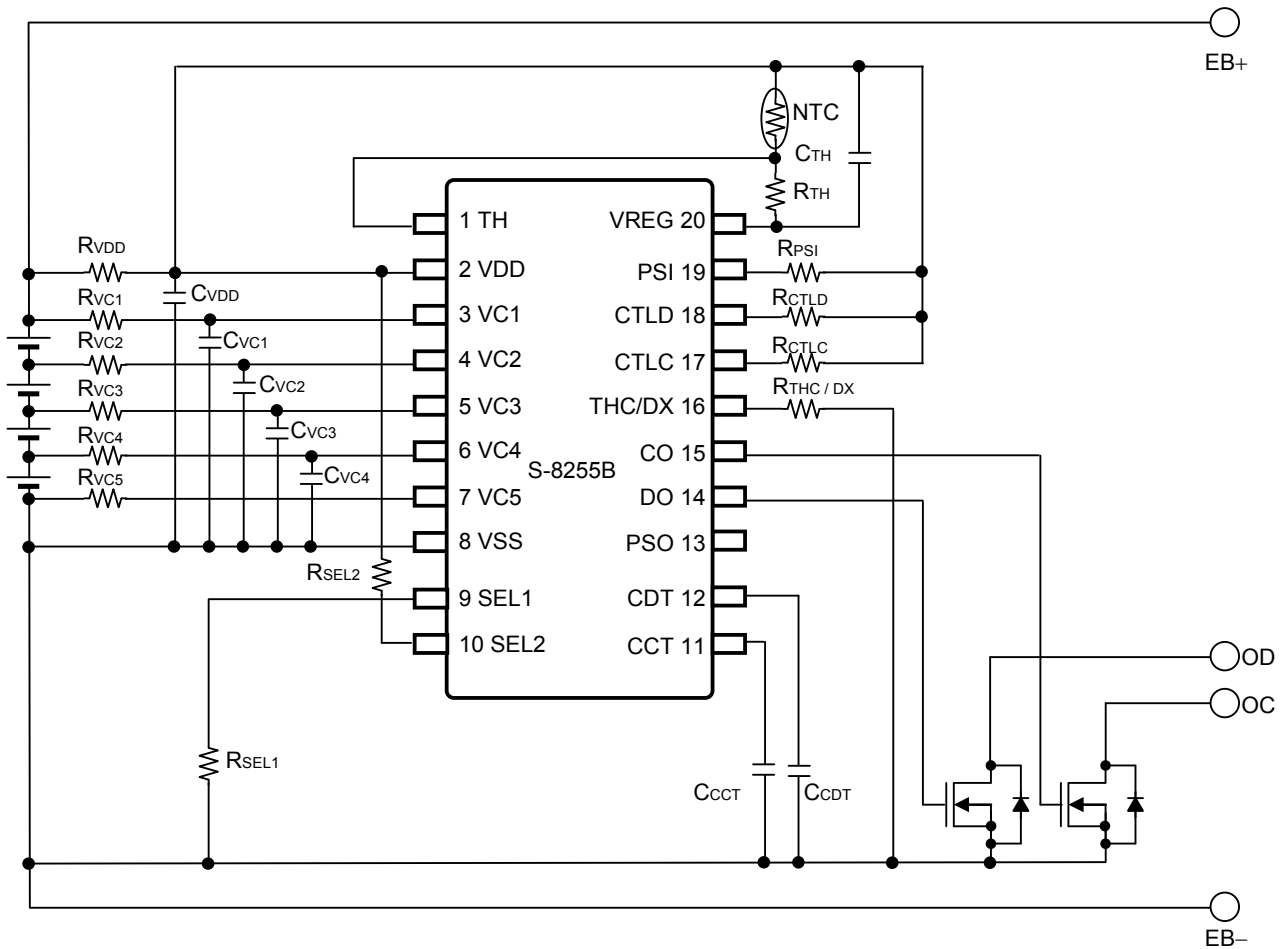 EB+
NTC
CTH
RTH
1 TH
VREG 20
RVDD
2 VDD
PSI 19
RPSI
CVDD
RVC1
3 VC1
CTLD 18
RCTLD
CVC1
RVC2
4 VC2
CTLC 17
RCTLC
CVC2
RVC3
5 VC3
THC/DX 16
RTHC / DX
CVC3
RVC4
6 VC4
CO 15
S-8255B
CVC4
RVC5
7 VC5
DO 14
8 VSS
PSO 13
RSEL2
9 SEL1
CDT 12
10 SEL2
CCT 11
OD
OC
RSEL1
CCCT
CCDT
EB−